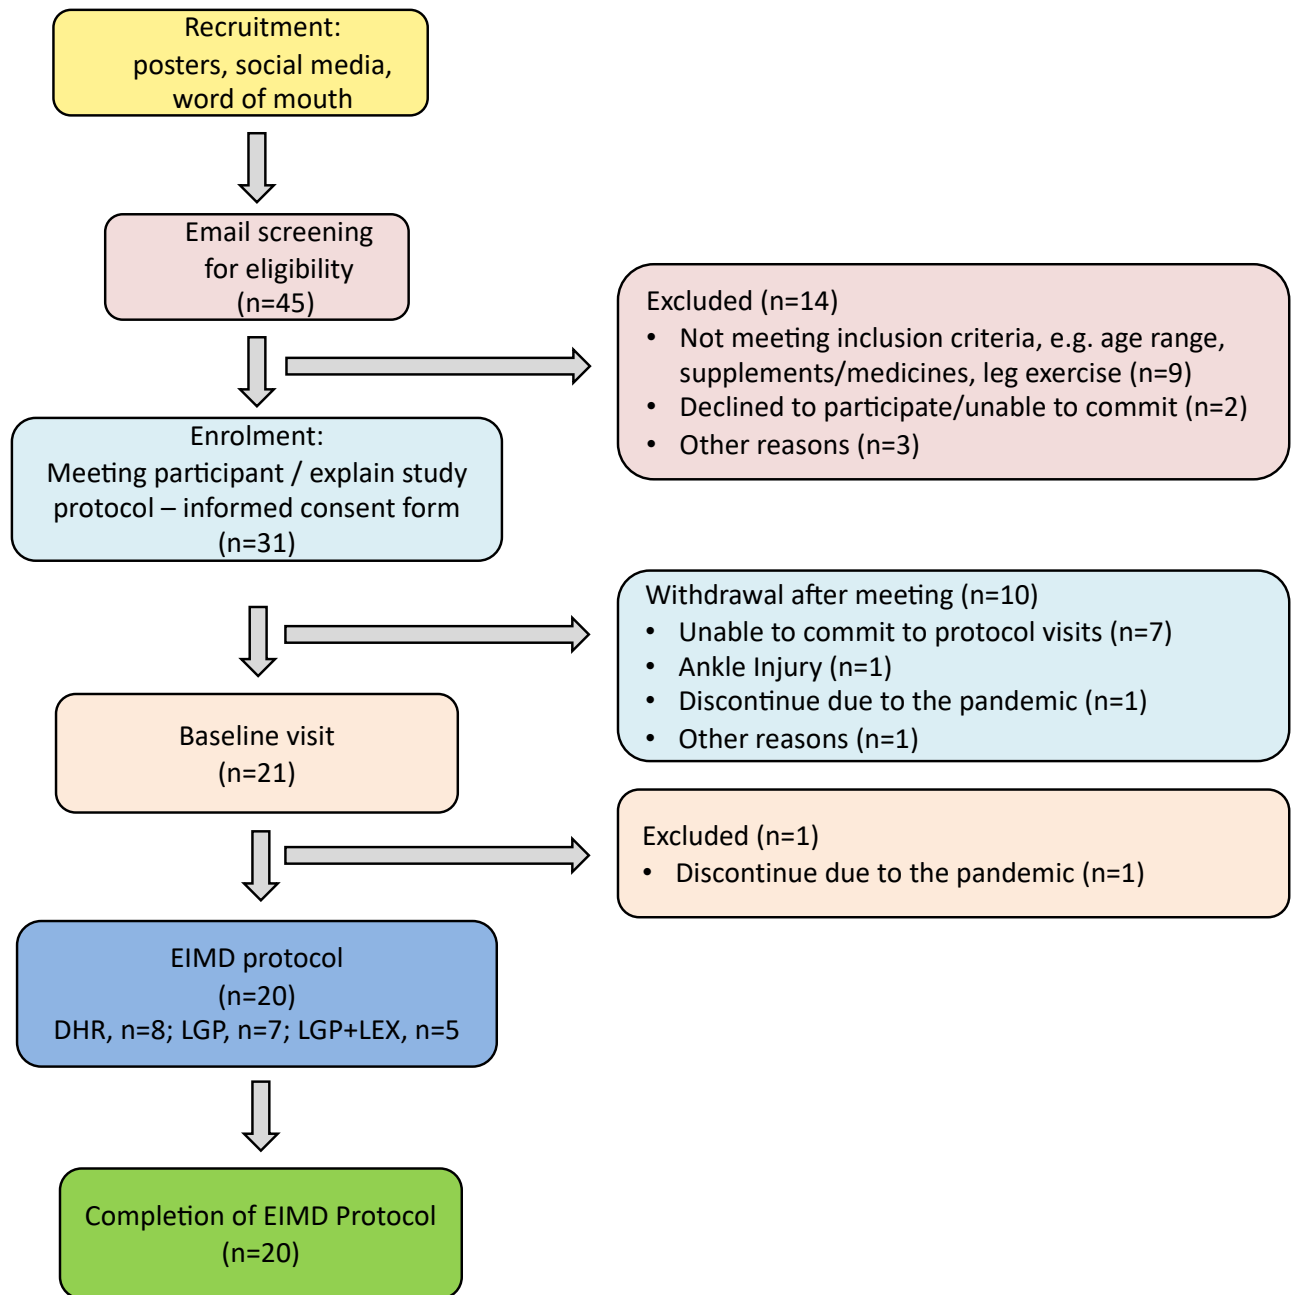 Recruitment:
posters, social media,
word of mouth
Email screening
for eligibility
(n=45)
Excluded (n=14)
• Not meeting inclusion criteria, e.g. age range,
supplements/medicines, leg exercise (n=9)
• Declined to participate/unable to commit (n=2)
• Other reasons (n=3)
Enrolment:
Meeting participant / explain study
protocol – informed consent form
(n=31)
Withdrawal after meeting (n=10)
• Unable to commit to protocol visits (n=7)
• Ankle Injury (n=1)
• Discontinue due to the pandemic (n=1)
• Other reasons (n=1)
Baseline visit
(n=21)
Excluded (n=1)
• Discontinue due to the pandemic (n=1)
EIMD protocol
(n=20)
DHR, n=8; LGP, n=7; LGP+LEX, n=5
Completion of EIMD Protocol
(n=20)